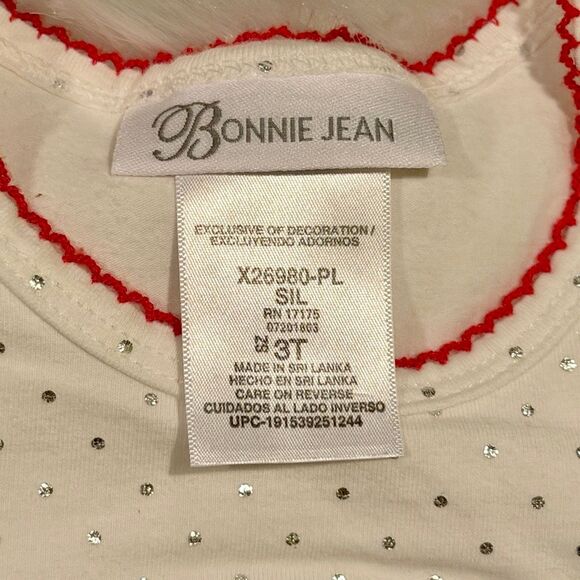 BONNIE JEAN
EXCLUSIVE OF DECORATION/
EXCLUYENDO ADORNOS
X26980-PL
SIL
RN 17175
07201803
SZ 3T
MADE IN SRI LANKA
HECHO EN SRI LANKA
CARE ON REVERSE
CUIDADOS AL LADO INVERSO
UPC-191539251244